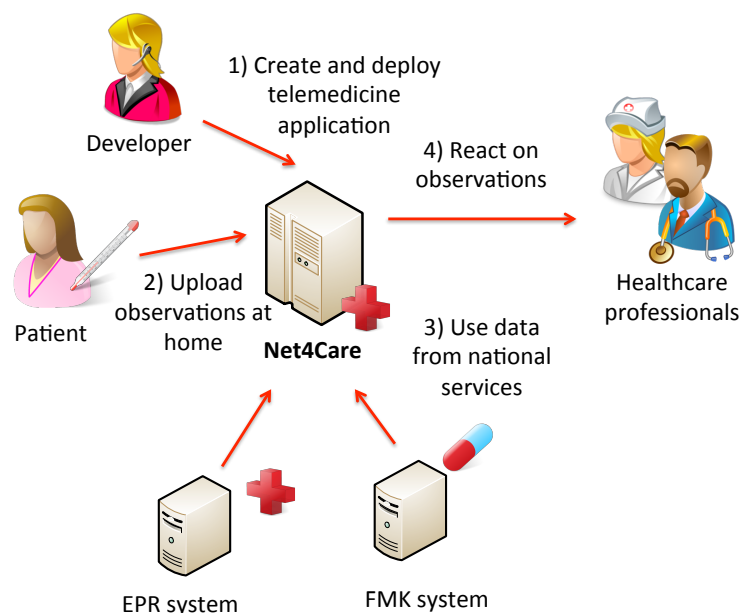 1) Create and deploy
telemedicine
application
Developer
4) React on
observations
2) Upload
observations at
home
Patient
Net4Care
Healthcare
professionals
3) Use data
from national
services
EPR system
FMK system